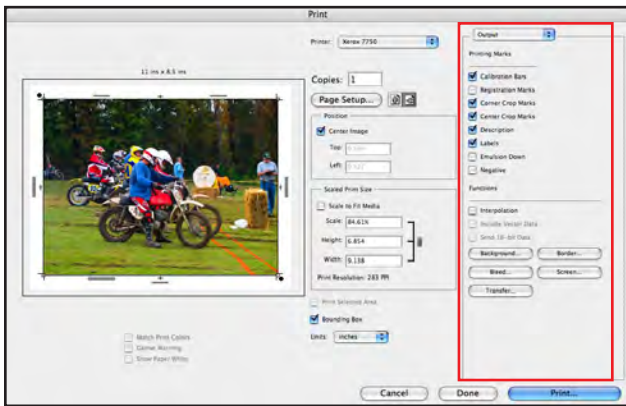 Print
Printer: Xerox 7750
Output
11 ins x 8.5 ins
Copies: 1
Page Setup...
Position
Center Image
Top:
Left:
Scaled Print Size
Scale to Fit Media
Scale: 84.61%
Height: 6.854
Width: 9.138
Print Resolution: 283 PPI
Print Selected Area
Bounding Box
Units: inches
Match Print Colors
Gamut Warning
Show Paper White
Printing Marks
Calibration Bars
Registration Marks
Corner Crop Marks
Center Crop Marks
Description
Labels
Emulsion Down
Negative
Functions
Interpolation
Include Vector Data
Send 16-bit Data
Background... Border...
Bleed... Screen...
Transfer...
Cancel Done Print...